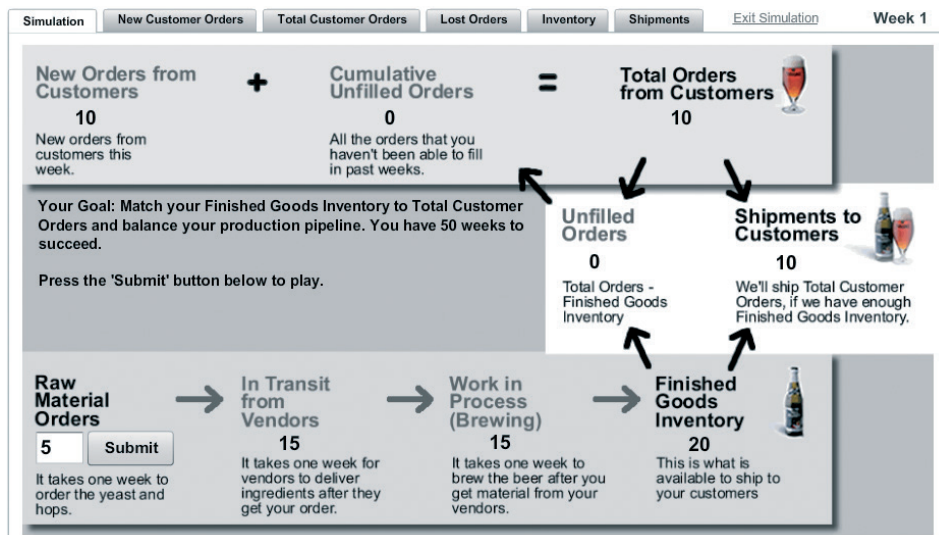 Simulation New Customer Orders Total Customer Orders Lost Orders Inventory Shipments Exit Simulation Week 1
New Orders from
Customers
10
New orders from
customers this
week.
+
Cumulative
Unfilled Orders
0
All the orders that you
haven't been able to fill
in past weeks.
=
Total Orders
from Customers
10
Your Goal: Match your Finished Goods Inventory to Total Customer
Orders and balance your production pipeline. You have 50 weeks to
succeed.
Press the 'Submit' button below to play.
Unfilled
Orders
0
Total Orders -
Finished Goods
Inventory
Shipments to
Customers
10
We'll ship Total Customer
Orders, if we have enough
Finished Goods Inventory.
Raw
Material
Orders
5 Submit
It takes one week to
order the yeast and
hops.
In Transit
from
Vendors
15
It takes one week for
vendors to deliver
ingredients after they
get your order.
Work in
Process
(Brewing)
15
It takes one week to
brew the beer after you
get material from your
vendors.
Finished
Goods
Inventory
20
This is what is
available to ship to
your customers